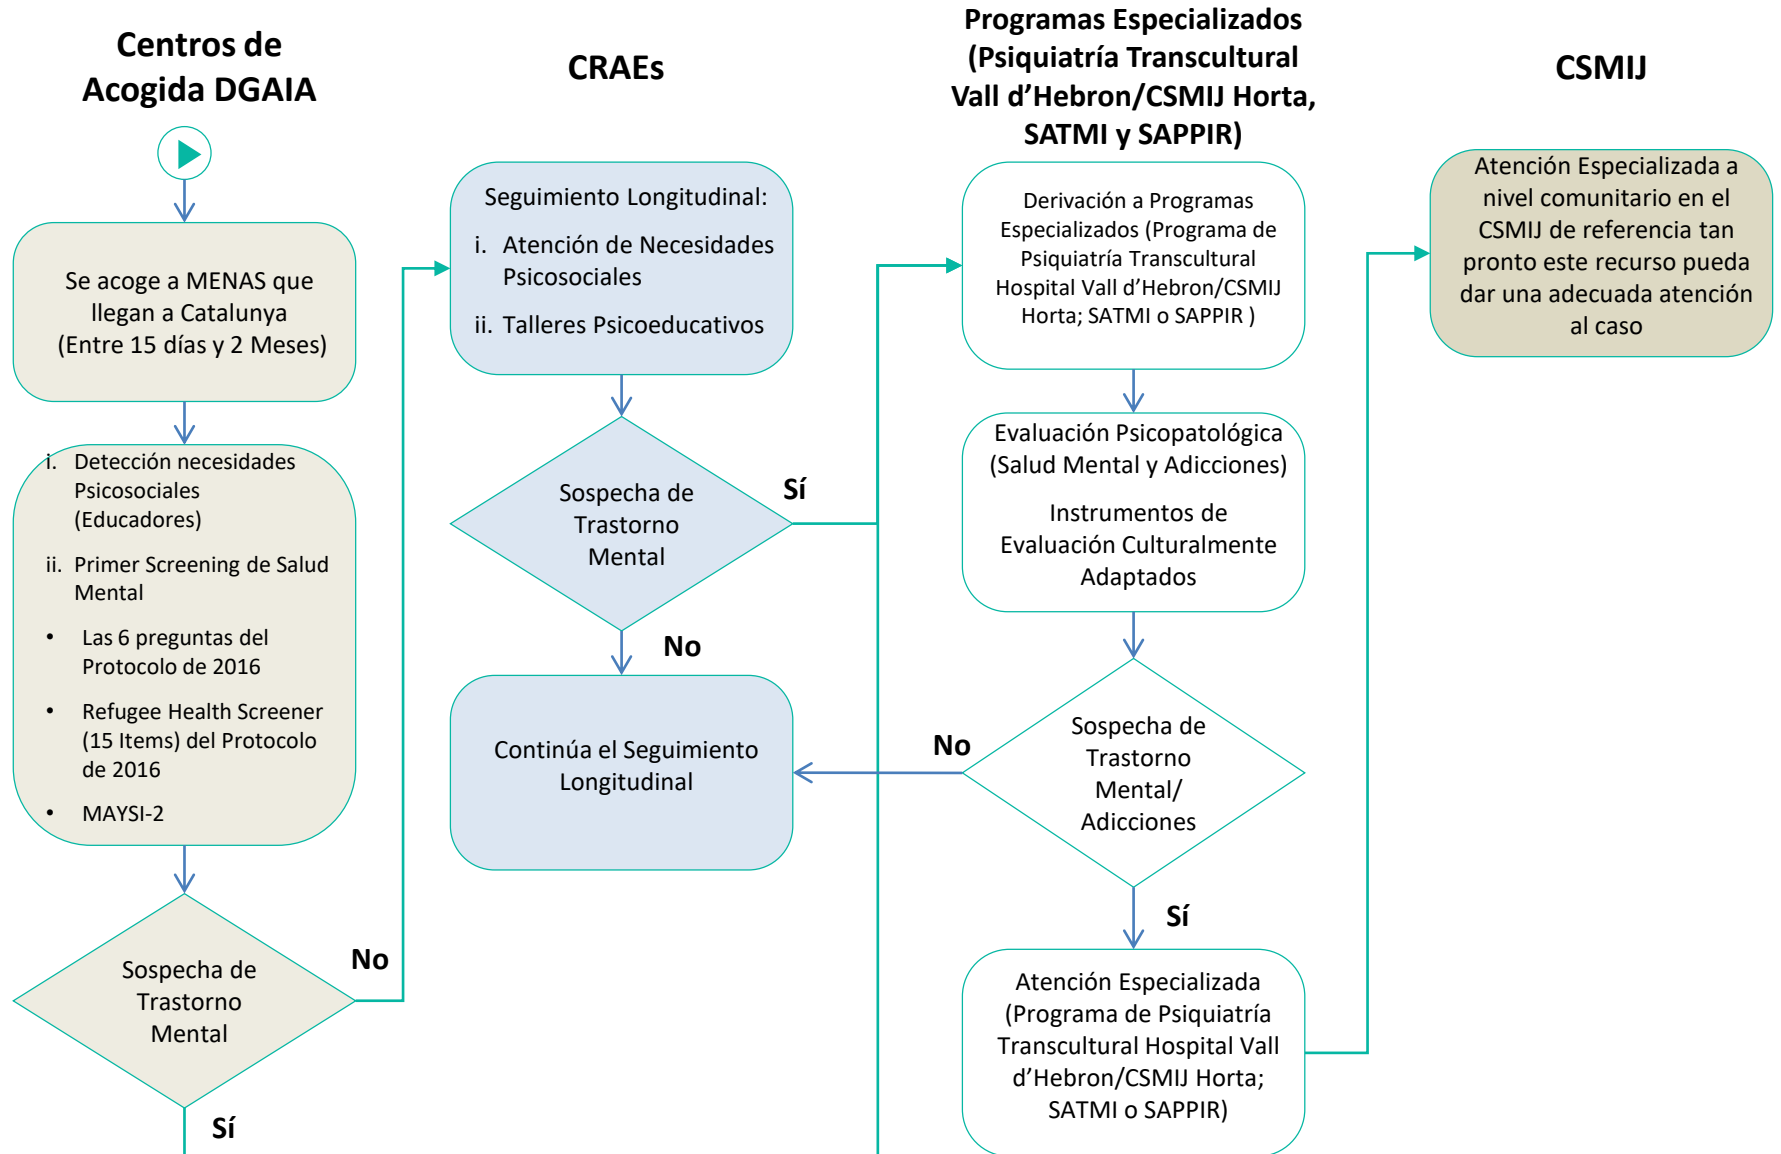 Centros de
Acogida DGAIA
Se acoge a MENAS que
llegan a Catalunya
(Entre 15 días y 2 Meses)
i. Detección necesidades
Psicosociales
(Educadores)
ii. Primer Screening de Salud
Mental
• Las 6 preguntas del
Protocolo de 2016
• Refugee Health Screener
(15 Items) del Protocolo
de 2016
• MAYSI-2
Sospecha de
Trastorno
Mental
No
Sí
CRAEs
Seguimiento Longitudinal:
i. Atención de Necesidades
Psicosociales
ii. Talleres Psicoeducativos
Sospecha de
Trastorno
Mental
Sí
No
Continúa el Seguimiento
Longitudinal
Programas Especializados
(Psiquiatría Transcultural
Vall d’Hebron/CSMIJ Horta,
SATMI y SAPPIR)
Derivación a Programas
Especializados (Programa de
Psiquiatría Transcultural
Hospital Vall d’Hebron/CSMIJ
Horta; SATMI o SAPPIR )
Evaluación Psicopatológica
(Salud Mental y Adicciones)
Instrumentos de
Evaluación Culturalmente
Adaptados
Sospecha de
Trastorno
Mental/
Adicciones
No
Sí
Atención Especializada
(Programa de Psiquiatría
Transcultural Hospital Vall
d’Hebron/CSMIJ Horta;
SATMI o SAPPIR)
CSMIJ
Atención Especializada a
nivel comunitario en el
CSMIJ de referencia tan
pronto este recurso pueda
dar una adecuada atención
al caso